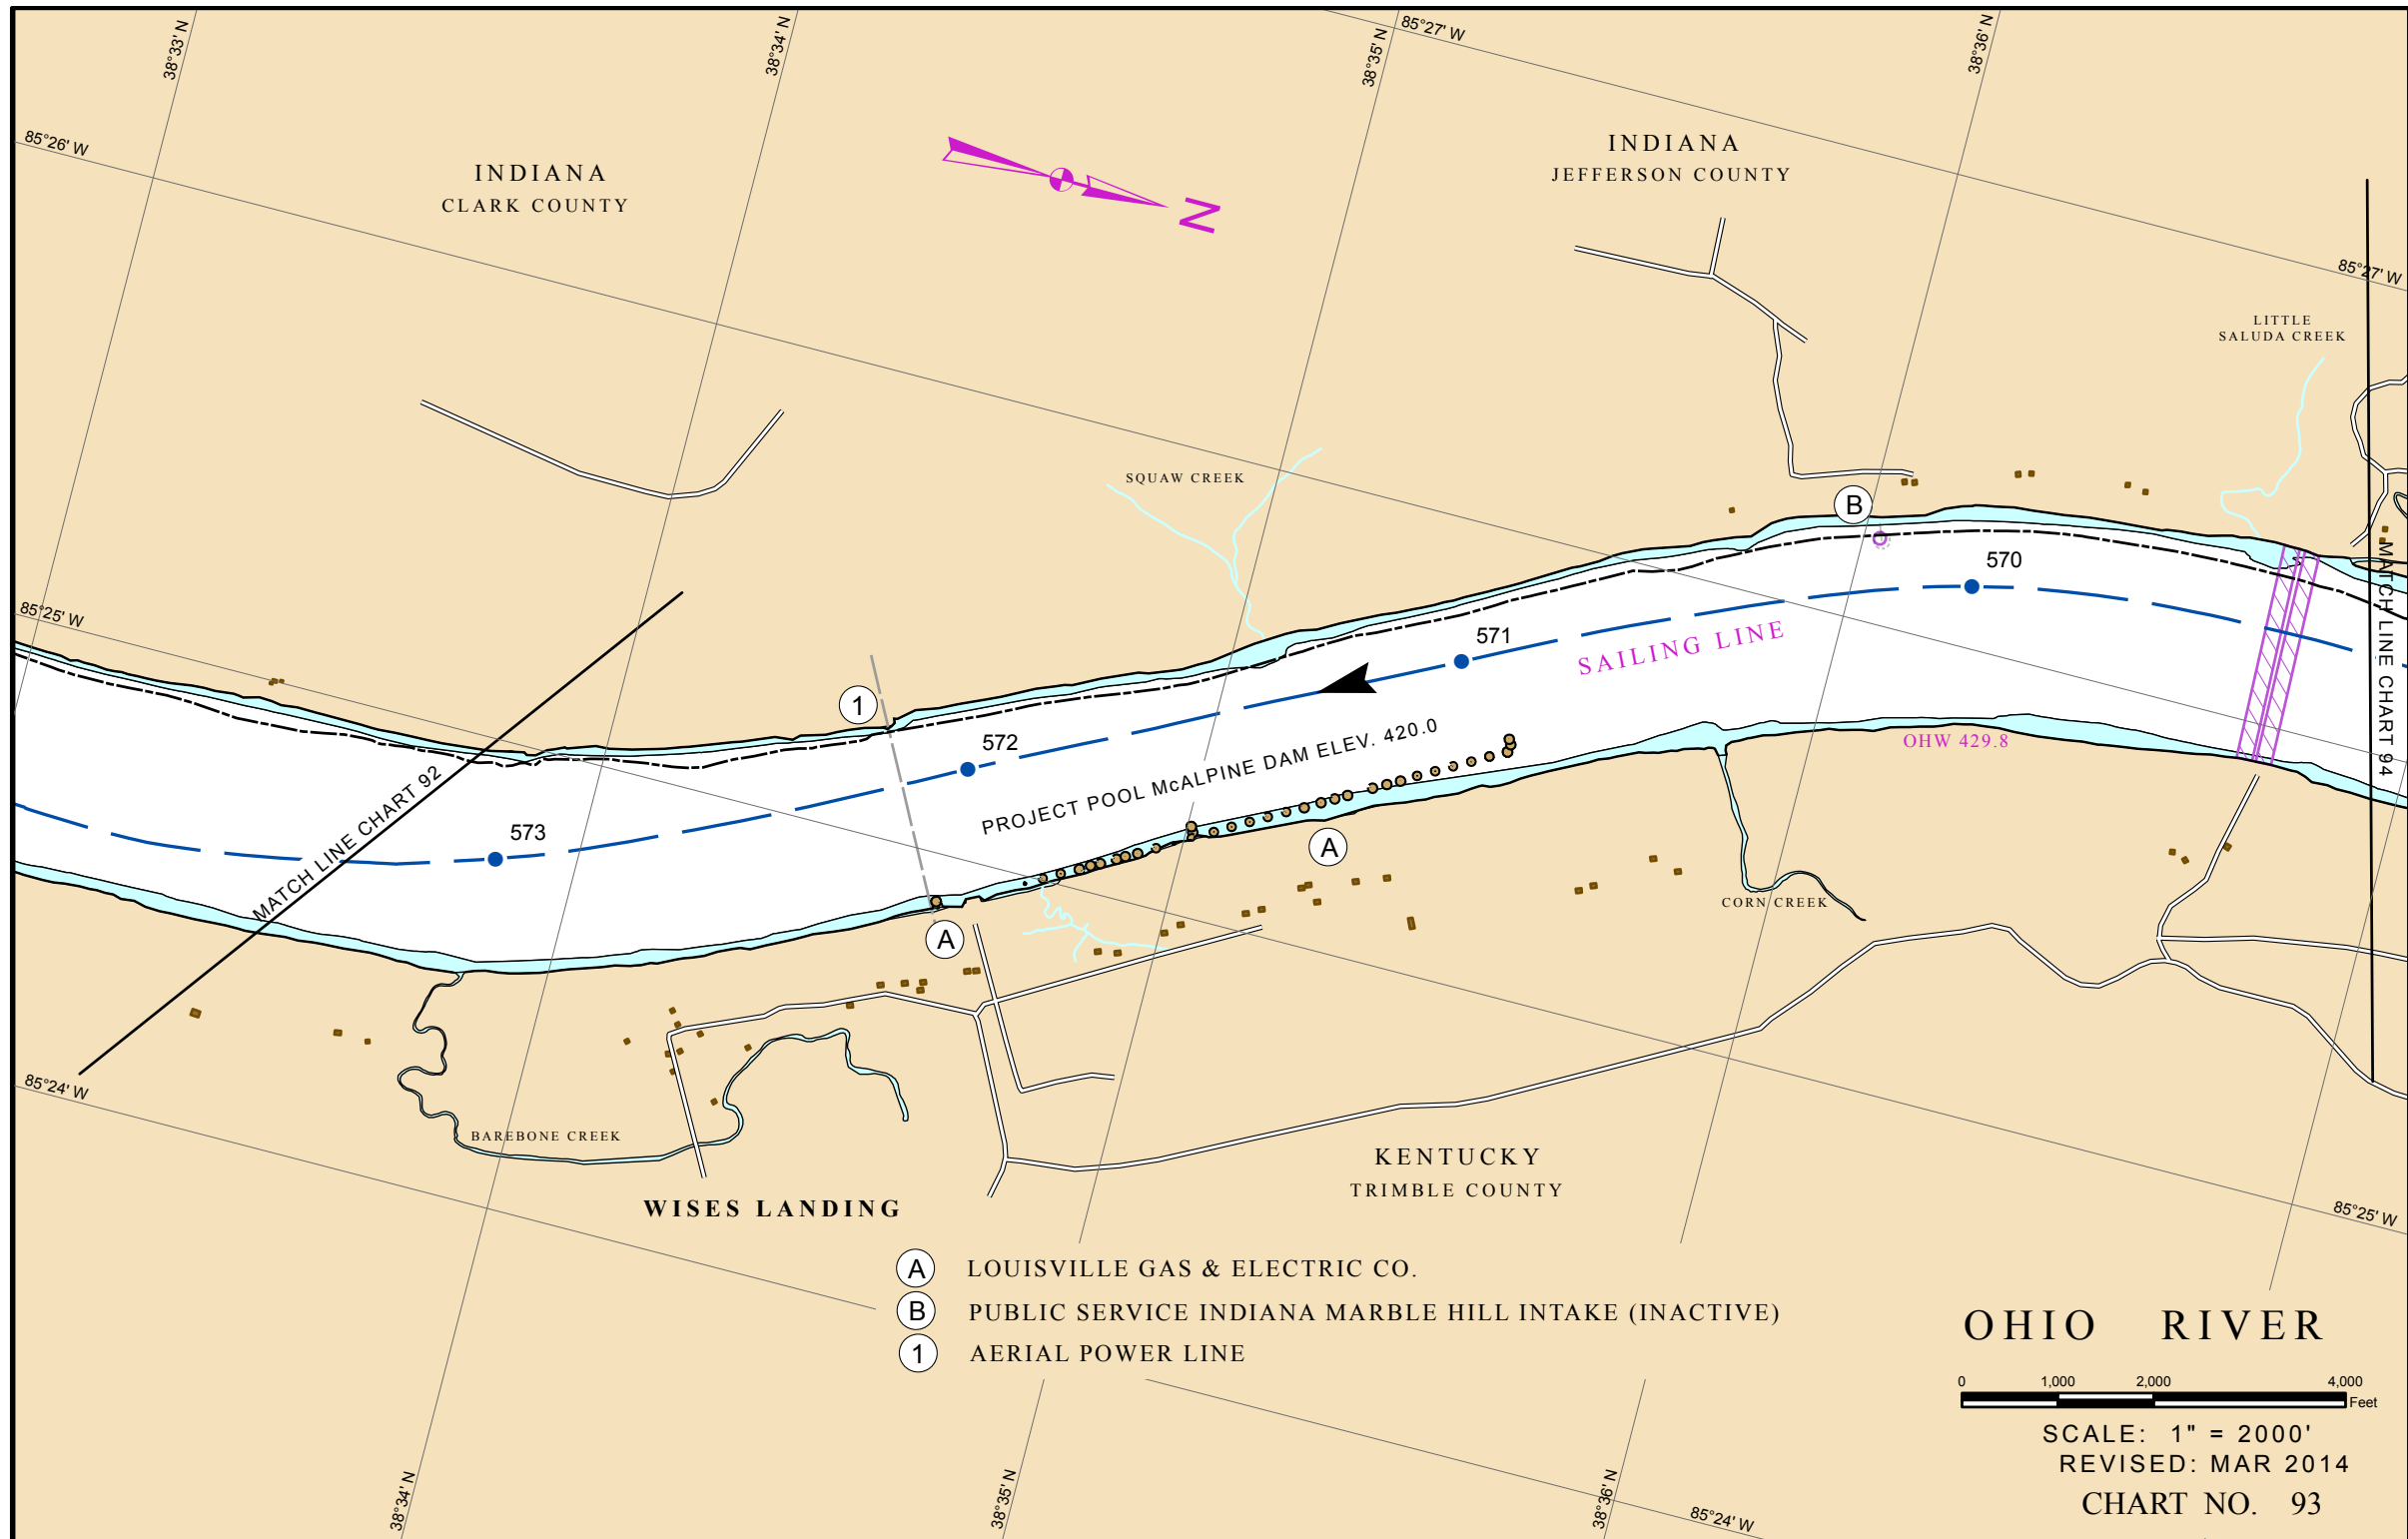 38°33' N
38°34' N
38°35' N
85°27' W
38°36' N
85°26' W
INDIANA
CLARK COUNTY
N
INDIANA
JEFFERSON COUNTY
85°27' W
LITTLE
SALUDA CREEK
SQUAW CREEK
B
570
MATCH LINE CHART 94
85°25' W
571
SAILING LINE
1
572
OHW 429.8
PROJECT POOL McALPINE DAM ELEV. 420.0
MATCH LINE CHART 92
573
A
A
CORN CREEK
85°24' W
BAREBONE CREEK
KENTUCKY
TRIMBLE COUNTY
WISES LANDING
85°25' W
A LOUISVILLE GAS & ELECTRIC CO.
B PUBLIC SERVICE INDIANA MARBLE HILL INTAKE (INACTIVE)
1 AERIAL POWER LINE
OHIO RIVER
0 1,000 2,000 4,000
Feet
SCALE: 1" = 2000'
REVISED: MAR 2014
CHART NO. 93
38°34' N
38°35' N
38°36' N
85°24' W